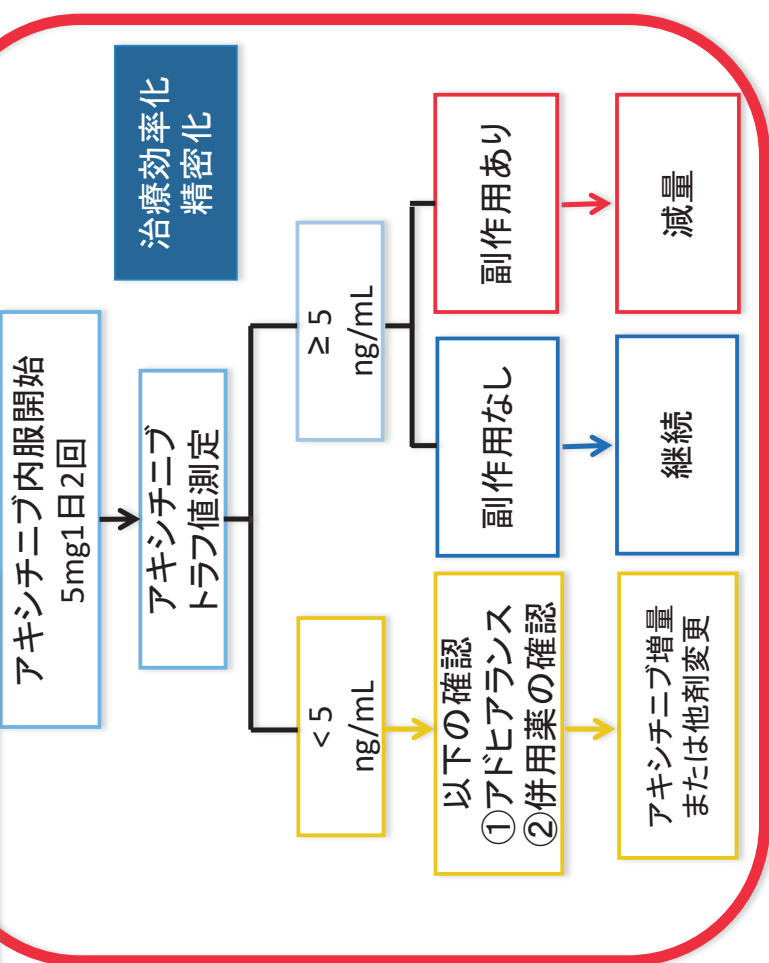 アキシチニブ内服開始
5mg1日2回
治療効率化
精密化
アキシチニブ
トラフ値測定
< 5
ng/mL
≥ 5
ng/mL
以下の確認
①アドヒアランス
②併用薬の確認
副作用なし
副作用あり
アキシチニブ増量
または他剤変更
継続
減量